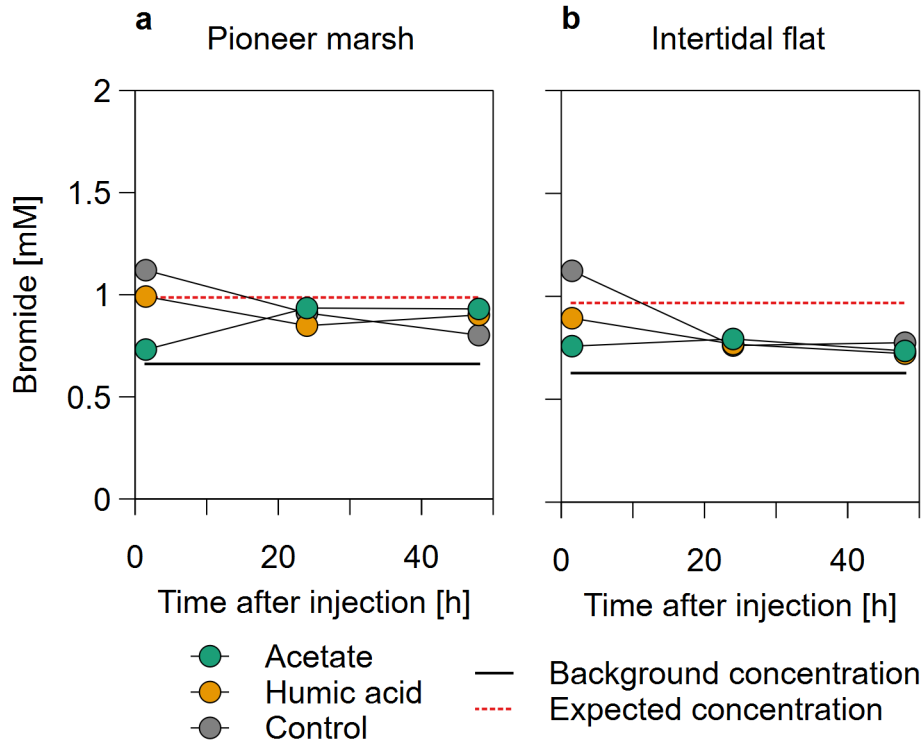 a
Pioneer marsh
b
Intertidal flat
Bromide [mM]
2
1.5
1
0.5
0
0
20
40
0
20
40
Time after injection [h]
Time after injection [h]
Acetate
Humic acid
Control
Background concentration
Expected concentration